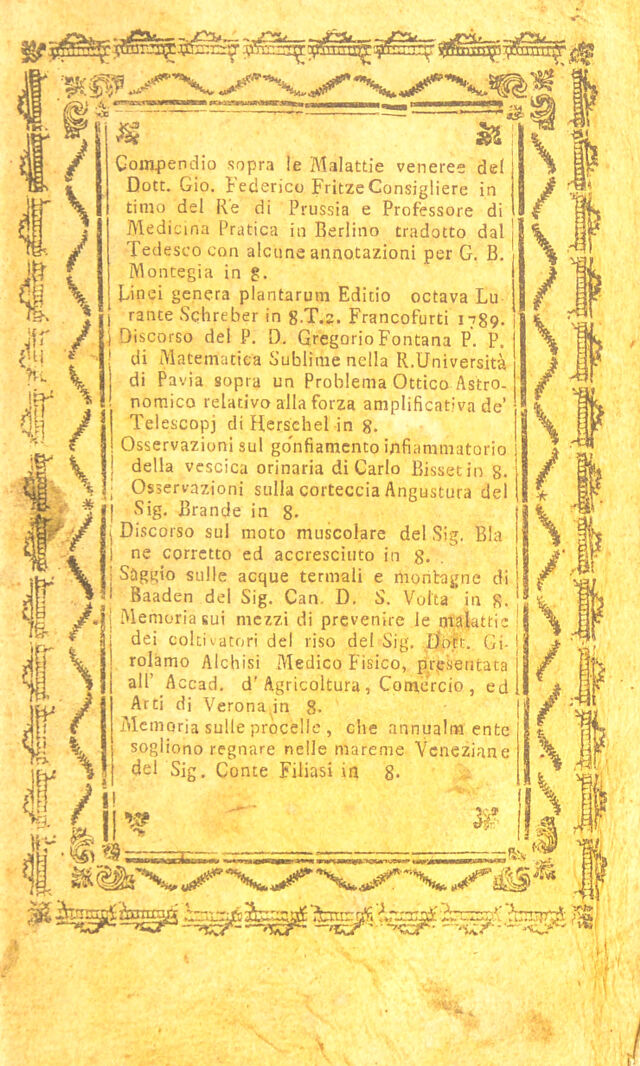 Compendio sopra le Malattie veneree del
Dott. Gio. Federico Fritze Consigliere in
timo del Re di Prussia e Professore di
Medicina Pratica in Berlino tradotto dal
Tedesco con alcune annotazioni per G. B.
Montegia in 8.
Linei genera plantarum Editio octava Lu
rante Schreber in 8. T. 2. Francofurti 1789.
Discorso del P. D. Gregorio Fontana P. P.
di Matematica Sublime nella R. Università
di Pavia sopra un Problema Ottico Astro-
nomico relativo alla forza amplificativa de'
Telescopj di Herschel in 8.
Osservazioni sul gonfiamento infiammatorio
della vescica orinaria di Carlo Bisset in 8.
Osservazioni sulla corteccia Angustura del
Sig. Brande in 8.
Discorso sul moto muscolare del Sig. Bla
ne corretto ed accresciuto in 8.
Saggio sulle acque termali e montagne di
Baaden del Sig. Can. D. S. Volta in 8.
Memoria sui mezzi di prevenire le malattie
dei coltivatori del riso del Sig. Dott. Gi-
rolamo Alchisi Medico Fisico, presentata
all' Accad. d' Agricoltura, Comercio, ed
Arti di Verona in 8.
Memoria sulle procelle, che annualm ente
sogliono regnare nelle mareme Veneziane
del Sig. Conte Filiasi in 8.